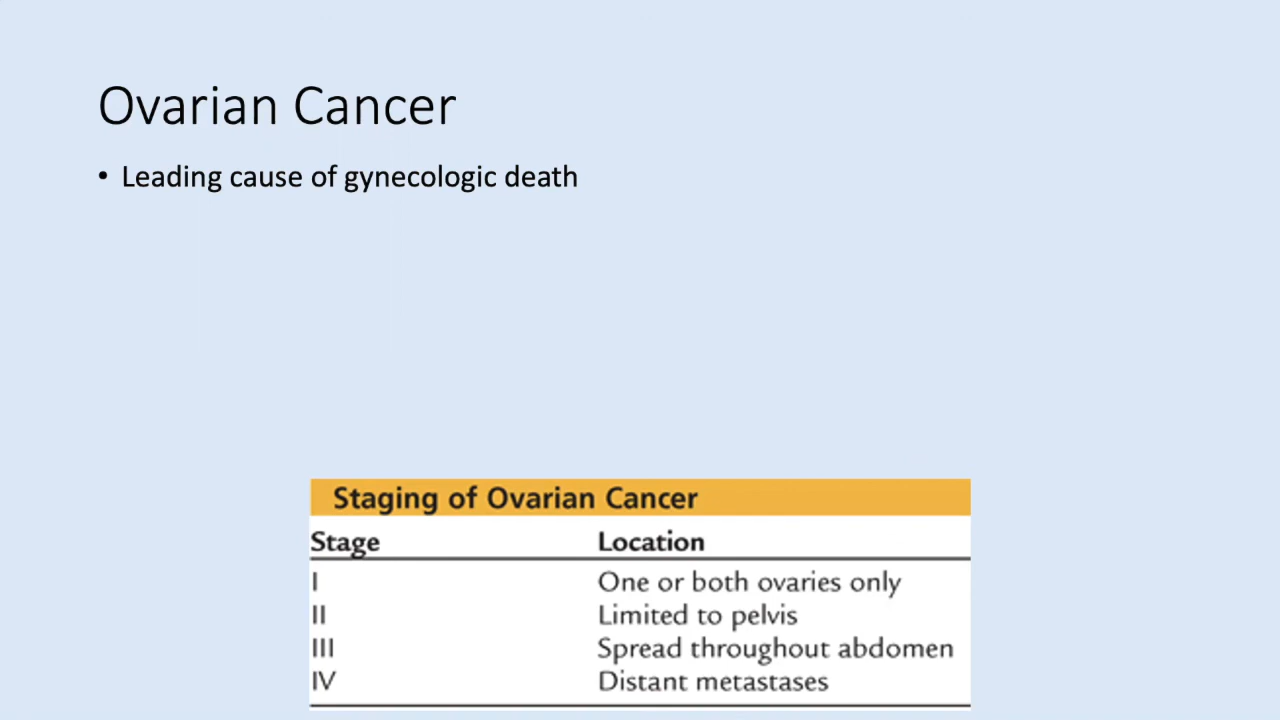 Ovarian Cancer
• Leading cause of gynecologic death
Staging of Ovarian Cancer
Stage Location
I One or both ovaries only
II Limited to pelvis
III Spread throughout abdomen
IV Distant metastases